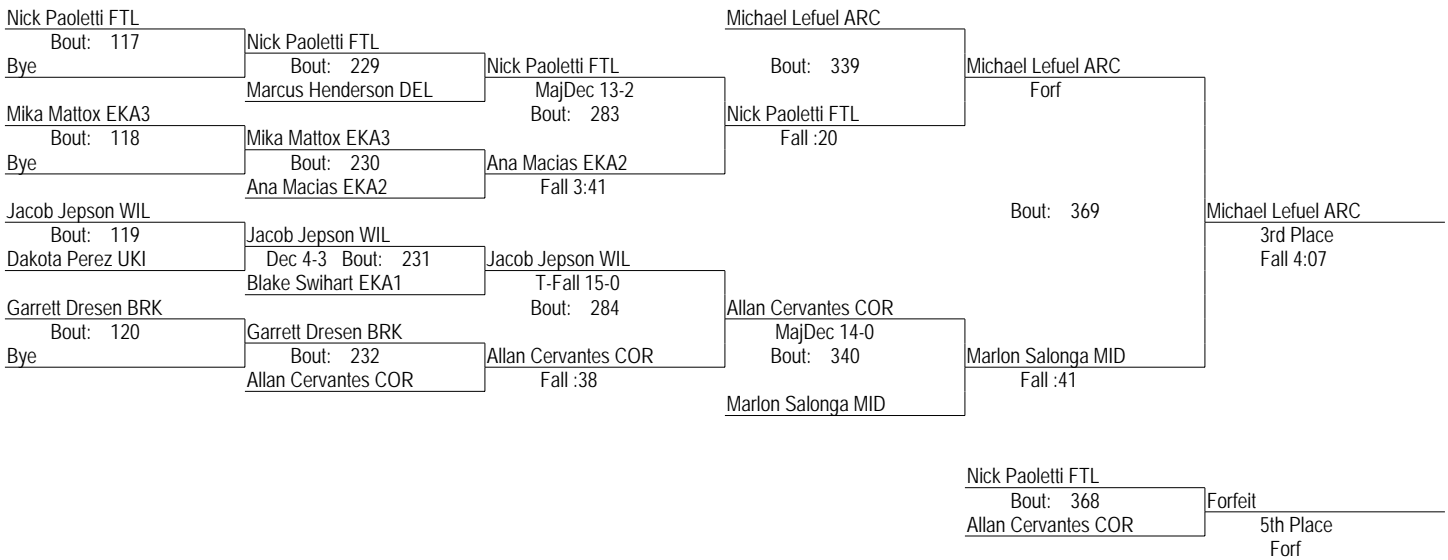 Nick Paoletti FTL
Michael Lefuel ARC
Bout: 117
Nick Paoletti FTL
Bye
Bout: 229
Nick Paoletti FTL
Bout: 339
Michael Lefuel ARC
Marcus Henderson DEL
MajDec 13-2
Forf
Mika Mattox EKA3
Bout: 283
Nick Paoletti FTL
Bout: 118
Mika Mattox EKA3
Fall :20
Bye
Bout: 230
Ana Macias EKA2
Ana Macias EKA2
Fall 3:41
Jacob Jepson WIL
Bout: 369
Michael Lefuel ARC
Bout: 119
Jacob Jepson WIL
3rd Place
Dakota Perez UKI
Dec 4-3 Bout: 231
Jacob Jepson WIL
Fall 4:07
Blake Swihart EKA1
T-Fall 15-0
Garrett Dresen BRK
Bout: 284
Allan Cervantes COR
Bout: 120
Garrett Dresen BRK
MajDec 14-0
Bye
Bout: 232
Allan Cervantes COR
Bout: 340
Marlon Salonga MID
Allan Cervantes COR
Fall :38
Fall :41
Marlon Salonga MID
Nick Paoletti FTL
Bout: 368
Forfeit
Allan Cervantes COR
5th Place
Forf